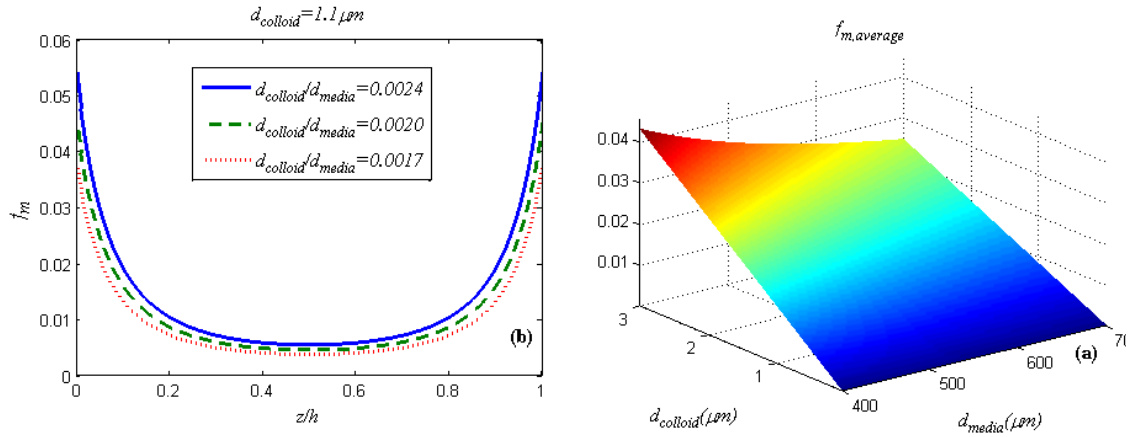 d_colloid=1.1μm
0.06
0.05
0.04
0.03
0.02
0.01
0
f_m
d_colloid/d_media=0.0024
d_colloid/d_media=0.0020
d_colloid/d_media=0.0017
(b)
0 0.2 0.4 0.6 0.8 1
z/h
f_m,average
0.04
0.03
0.02
0.01
3
2
1
400
500
600
70
(a)
d_colloid(μm)
d_media(μm)